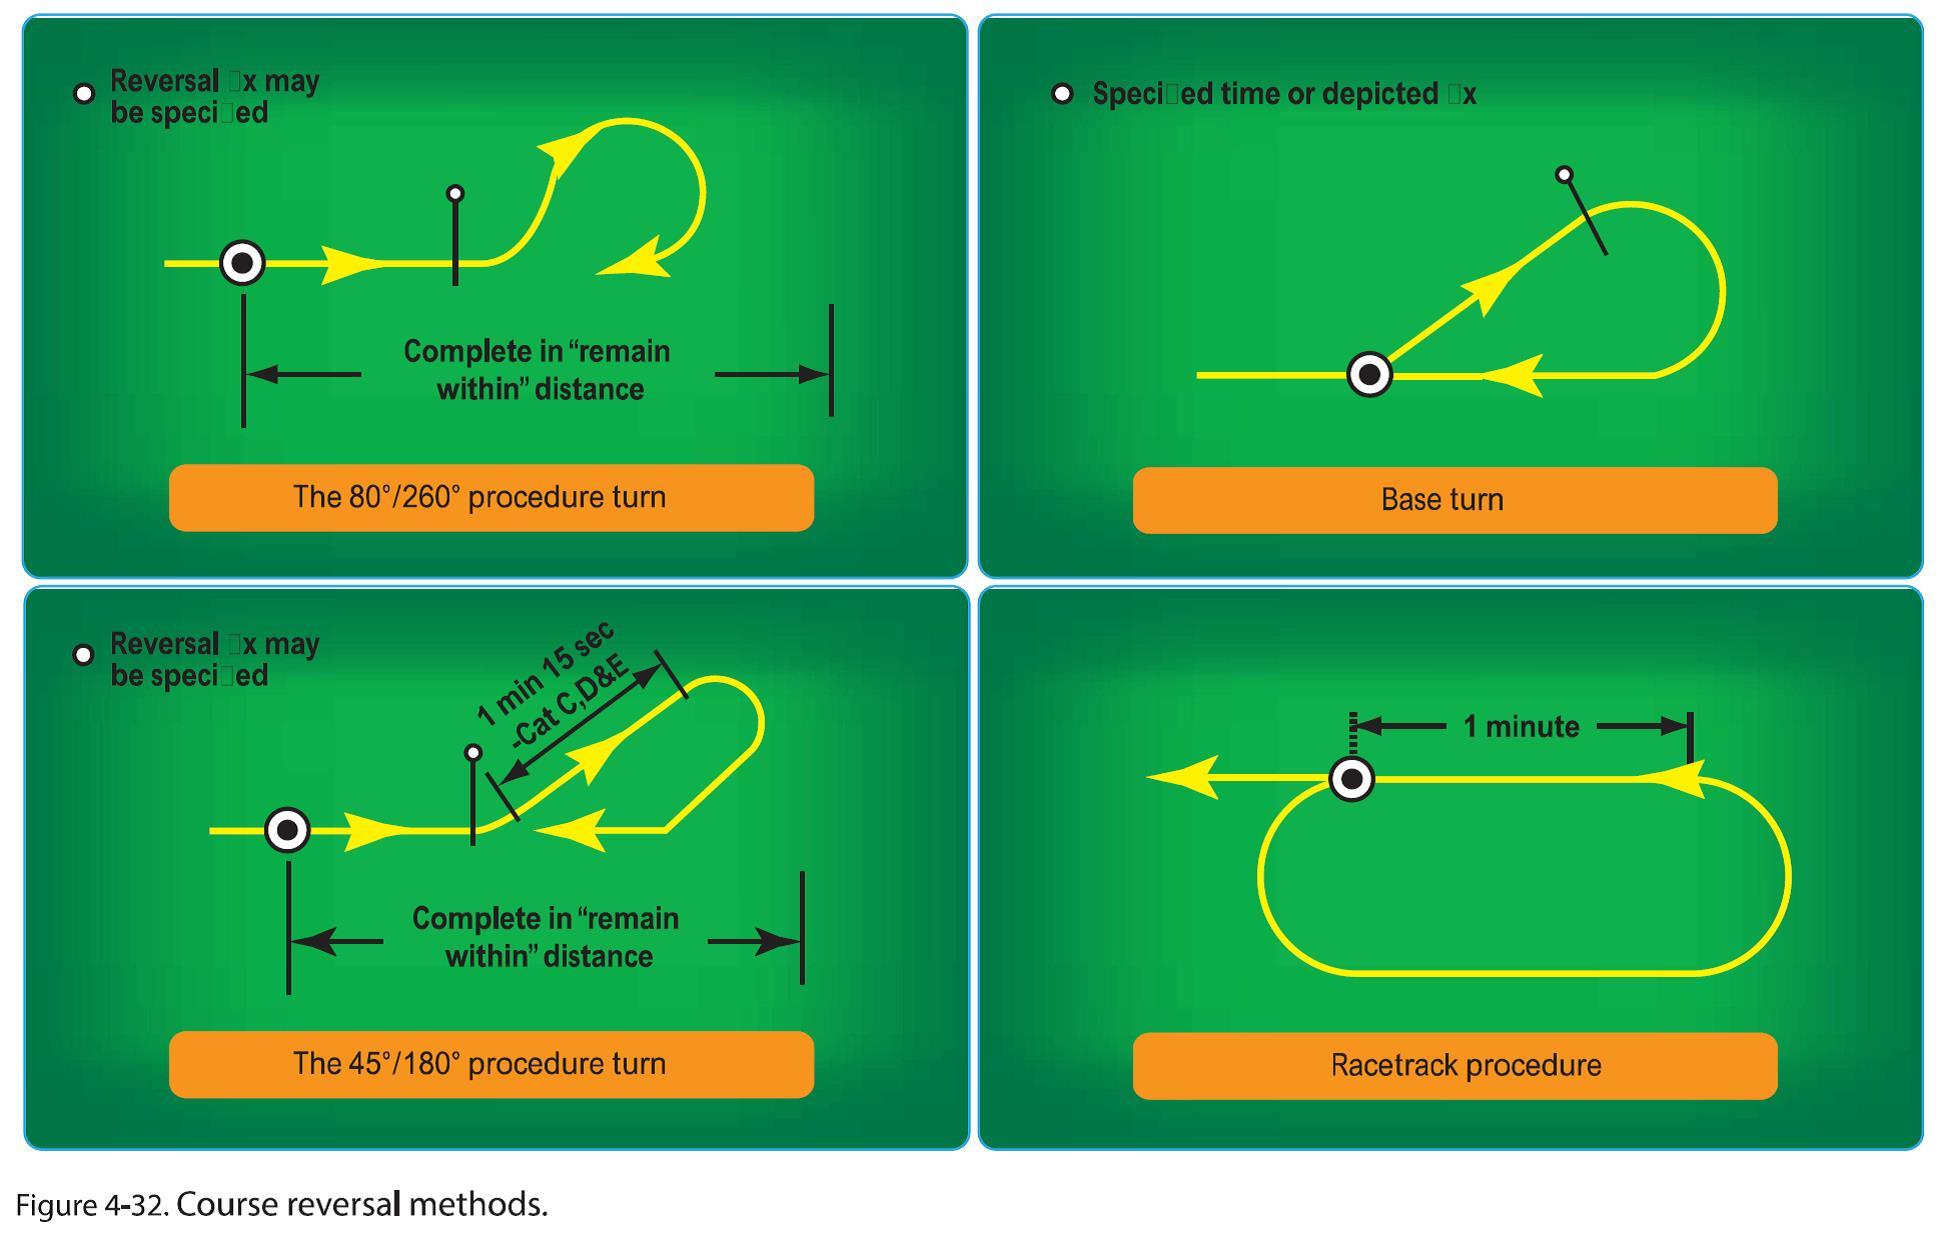 Reversal □x may
be speci□ed
Complete in “remain
within” distance
The 80°/260° procedure turn
Speci□ed time or depicted □x
Base turn
Reversal □x may
be speci□ed
1 min 15 sec
-Cat C,D&E
Complete in “remain
within” distance
The 45°/180° procedure turn
1 minute
Racetrack procedure
Figure 4-32. Course reversal methods.